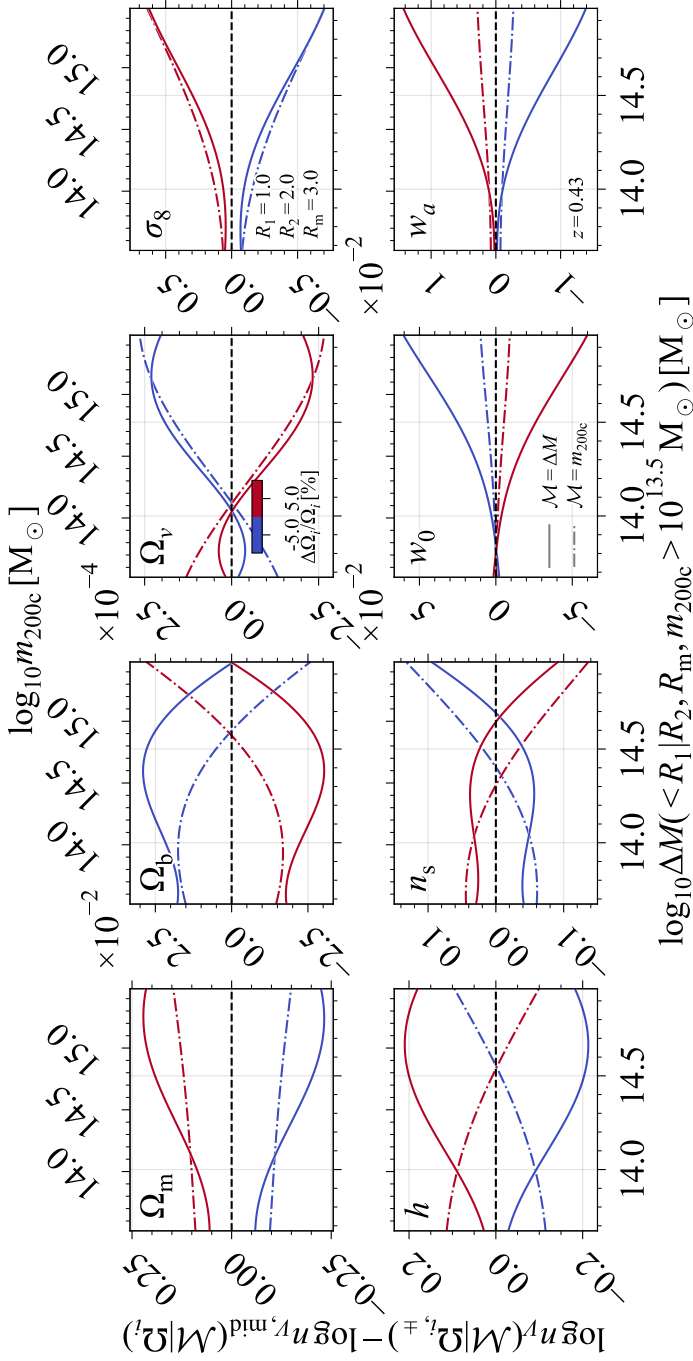 log₁₀ m₂₀₀c [M⊙]
14.0 14.5 15.0
14.0 14.5 15.0
14.0 14.5 15.0
14.0 14.5 15.0
×10⁻²
×10⁻⁴
0.25
0.00
−0.25
Ωm
2.5
0.0
−2.5
Ωb
2.5
0.0
−2.5
Ων
-5.0 5.0
ΔΩᵢ/Ωᵢ [%]
0.5
0.0
−0.5
σ₈
R₁ = 1.0
R₂ = 2.0
Rm = 3.0
×10⁻²
×10⁻²
0.2
0.0
−0.2
h
0.1
0.0
−0.1
ns
5
0
−5
w₀
ℳ = ΔM
ℳ = m₂₀₀c
1
0
−1
wa
z = 0.43
14.0 14.5
14.0 14.5
14.0 14.5
14.0 14.5
log n_V(ℳ|Ωᵢ,±) − log n_V,mid(ℳ|Ωᵢ)
log₁₀ ΔM(< R₁|R₂, Rm, m₂₀₀c > 10¹³·⁵ M⊙) [M⊙]